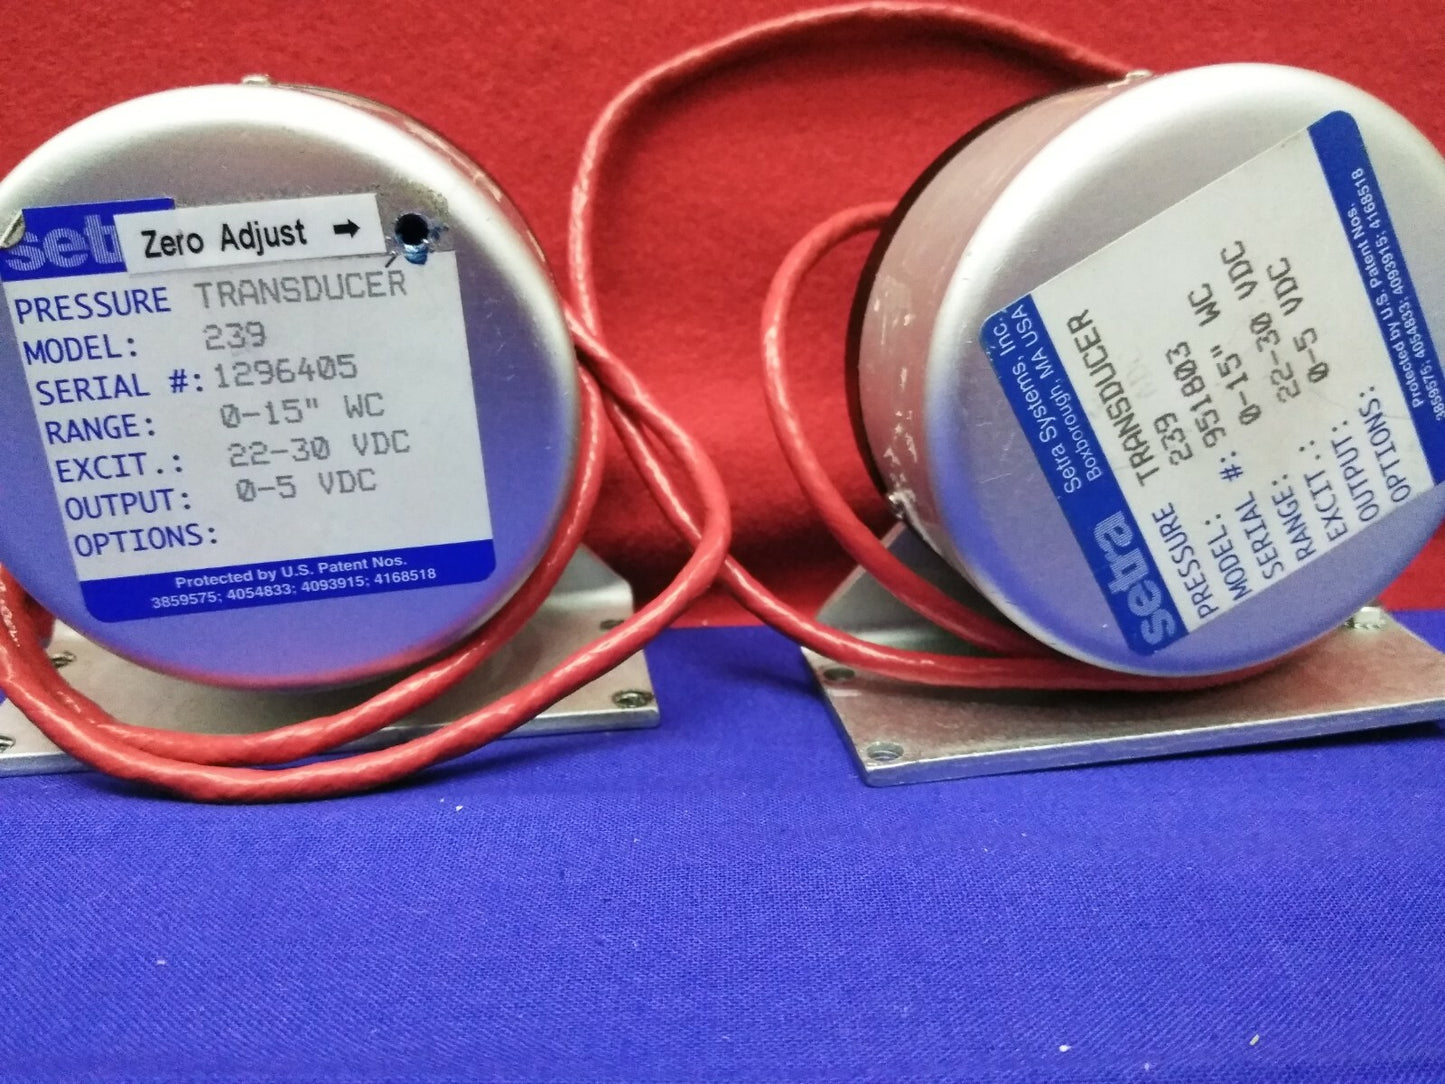 set
Zero Adjust ➡
PRESSURE TRANSDUCER
MODEL: 239
SERIAL #: 1296405
RANGE: 0-15" WC
EXCIT.: 22-30 VDC
OUTPUT: 0-5 VDC
OPTIONS:
Protected by U.S. Patent Nos.
3859575; 4054833; 4093915; 4168518
setra
Setra Systems, Inc.
Boxborough, MA USA
PRESSURE TRANSDUCER
MODEL: 239
SERIAL #: 951803
RANGE: 0-15" WC
EXCIT.: 22-30 VDC
OUTPUT: 0-5 VDC
OPTIONS:
Protected by U.S. Patent Nos.
3859575; 4054833; 4093915; 4168518